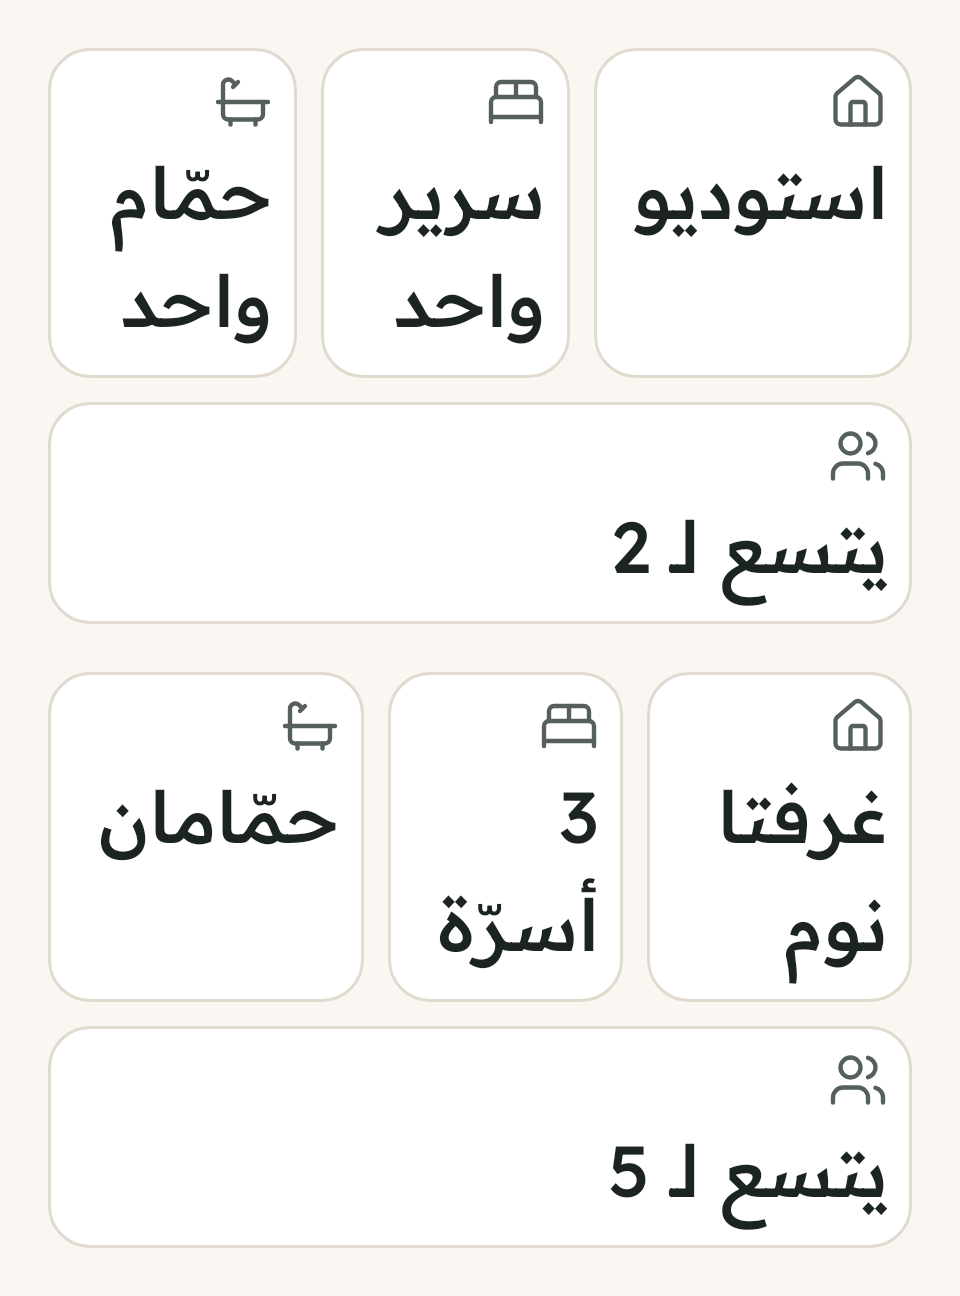 استوديو
سرير
واحد
حمّام
واحد
يتسع لـ 2
غرفتا
نوم
3
أسرّة
حمّامان
يتسع لـ 5